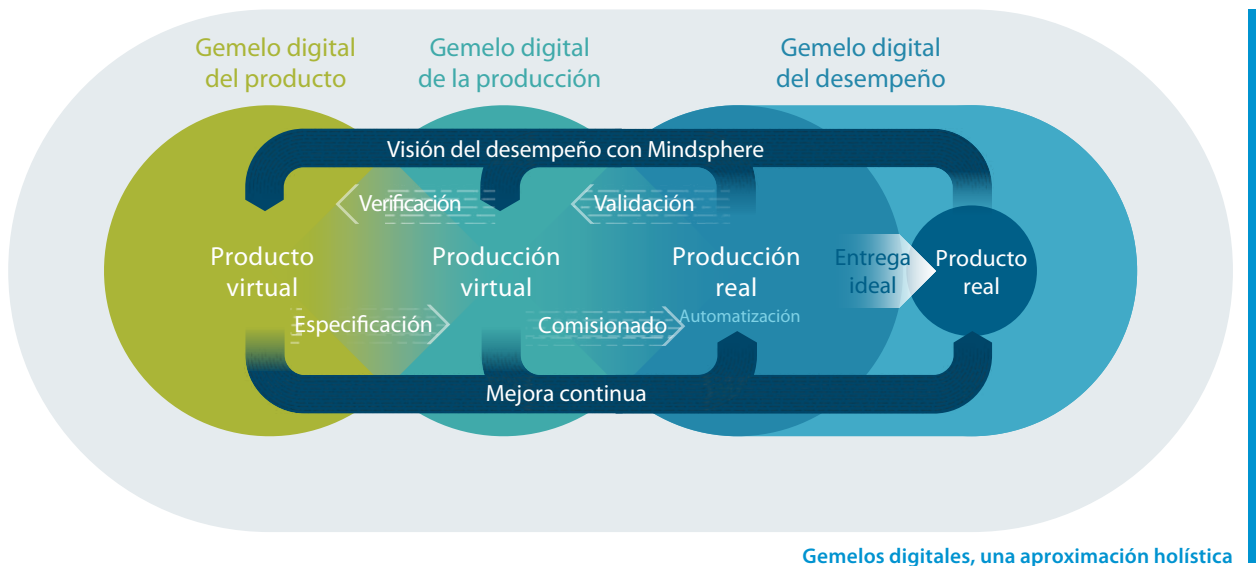 Gemelo digital
del producto
Gemelo digital
de la producción
Gemelo digital
del desempeño
Visión del desempeño con Mindsphere
Verificación
Validación
Producto
virtual
Producción
virtual
Producción
real
Automatización
Entrega
ideal
Producto
real
Especificación
Comisionado
Mejora continua
Gemelos digitales, una aproximación holística